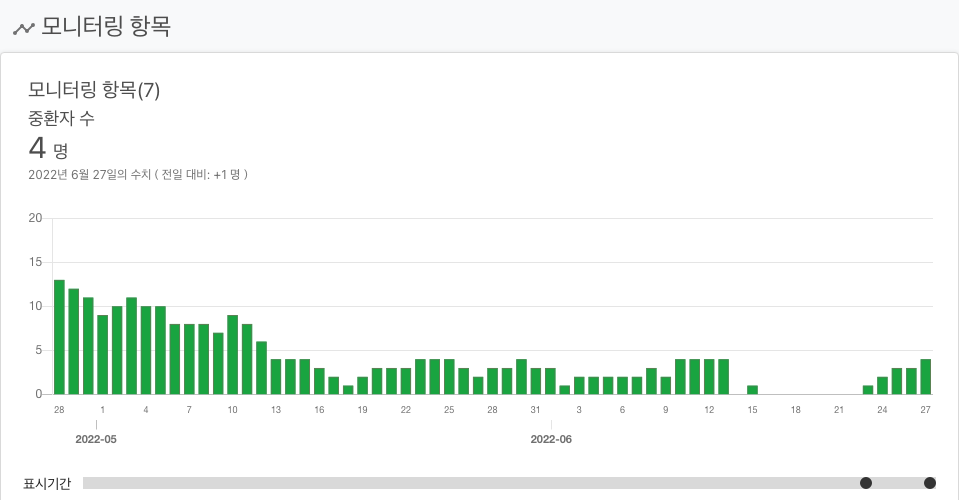 모니터링 항목
모니터링 항목(7)
중환자 수
4 명
2022년 6월 27일의 수치 ( 전일 대비: +1 명 )
20
15
10
5
0
28 1 4 7 10 13 16 19 22 25 28 31 3 6 9 12 15 18 21 24 27
2022-05 2022-06
표시기간